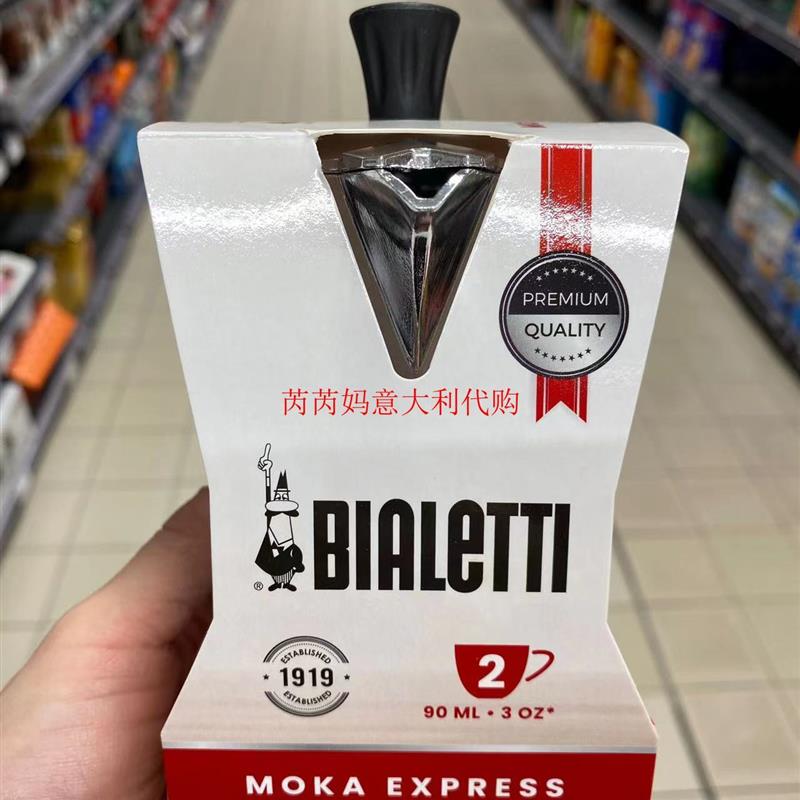 PREMIUM
QUALITY
芮芮妈意大利代购
BIALETTI
®
ESTABLISHED
1919
ESTABLISHED
2
90 ML • 3 OZ*
MOKA EXPRESS